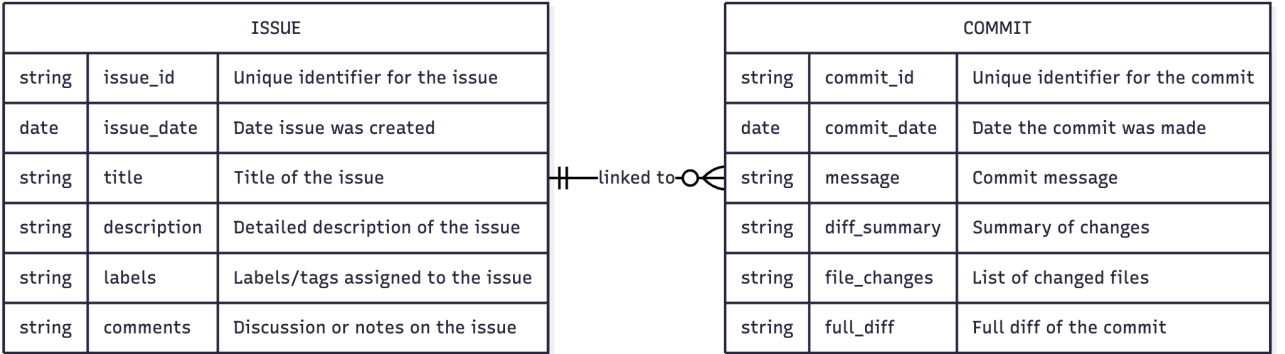 ISSUE
string issue_id Unique identifier for the issue
date issue_date Date issue was created
string title Title of the issue
string description Detailed description of the issue
string labels Labels/tags assigned to the issue
string comments Discussion or notes on the issue
linked to
COMMIT
string commit_id Unique identifier for the commit
date commit_date Date the commit was made
string message Commit message
string diff_summary Summary of changes
string file_changes List of changed files
string full_diff Full diff of the commit